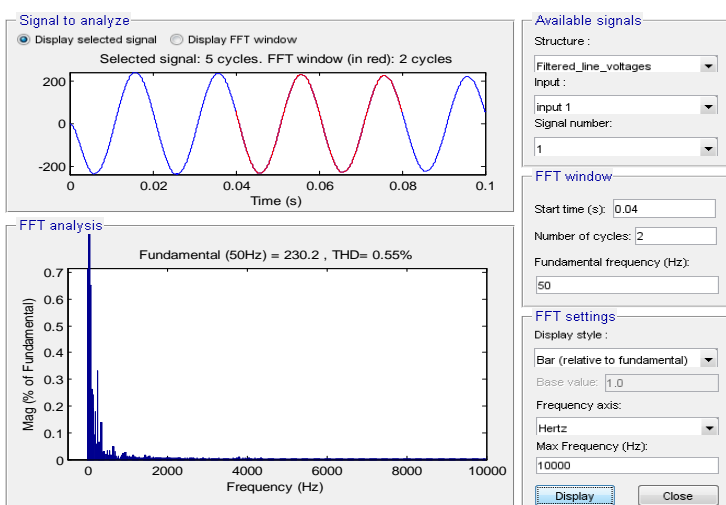 Signal to analyze
Display selected signal Display FFT window
Selected signal: 5 cycles. FFT window (in red): 2 cycles
200
0
-200
0 0.02 0.04 0.06 0.08 0.1
Time (s)
FFT analysis
Fundamental (50Hz) = 230.2 , THD= 0.55%
Mag (% of Fundamental)
0.7
0.6
0.5
0.4
0.3
0.2
0.1
0
0 2000 4000 6000 8000 10000
Frequency (Hz)
Available signals
Structure :
Filtered_line_voltages
Input :
input 1
Signal number:
1
FFT window
Start time (s): 0.04
Number of cycles: 2
Fundamental frequency (Hz):
50
FFT settings
Display style :
Bar (relative to fundamental)
Base value: 1.0
Frequency axis:
Hertz
Max Frequency (Hz):
10000
Display Close